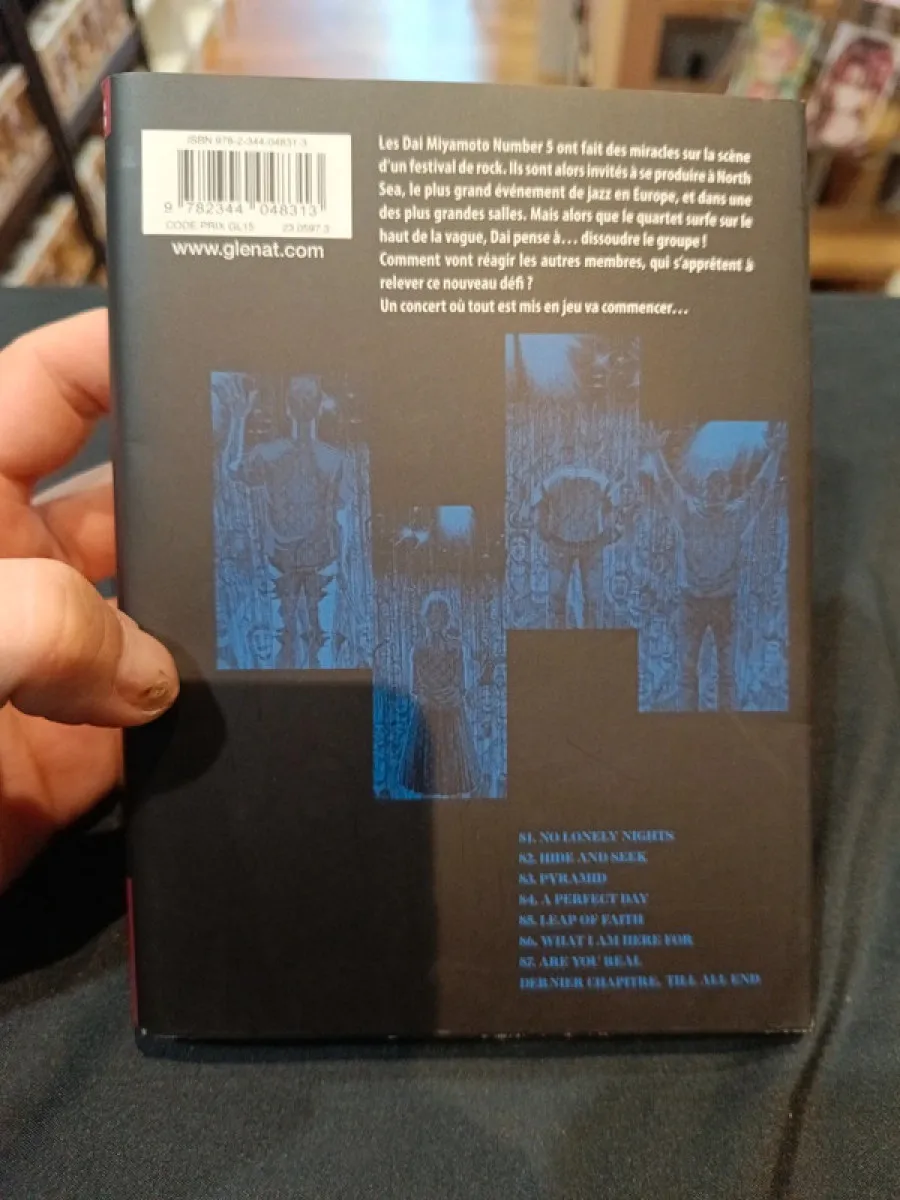 ISBN 978-2-344-04831-3
9 782344 048313
CODE PRIX GL15 23.0597.3
www.glenat.com
Les Dai Miyamoto Number 5 ont fait des miracles sur la scène
d'un festival de rock. Ils sont alors invités à se produire à North
Sea, le plus grand événement de jazz en Europe, et dans une
des plus grandes salles. Mais alors que le quartet surfe sur le
haut de la vague, Dai pense à... dissoudre le groupe !
Comment vont réagir les autres membres, qui s'apprêtent à
relever ce nouveau défi ?
Un concert où tout est mis en jeu va commencer...
81. NO LONELY NIGHTS
82. HIDE AND SEEK
83. PYRAMID
84. A PERFECT DAY
85. LEAP OF FAITH
86. WHAT I AM HERE FOR
87. ARE YOU REAL
DERNIER CHAPITRE. TILL ALL END